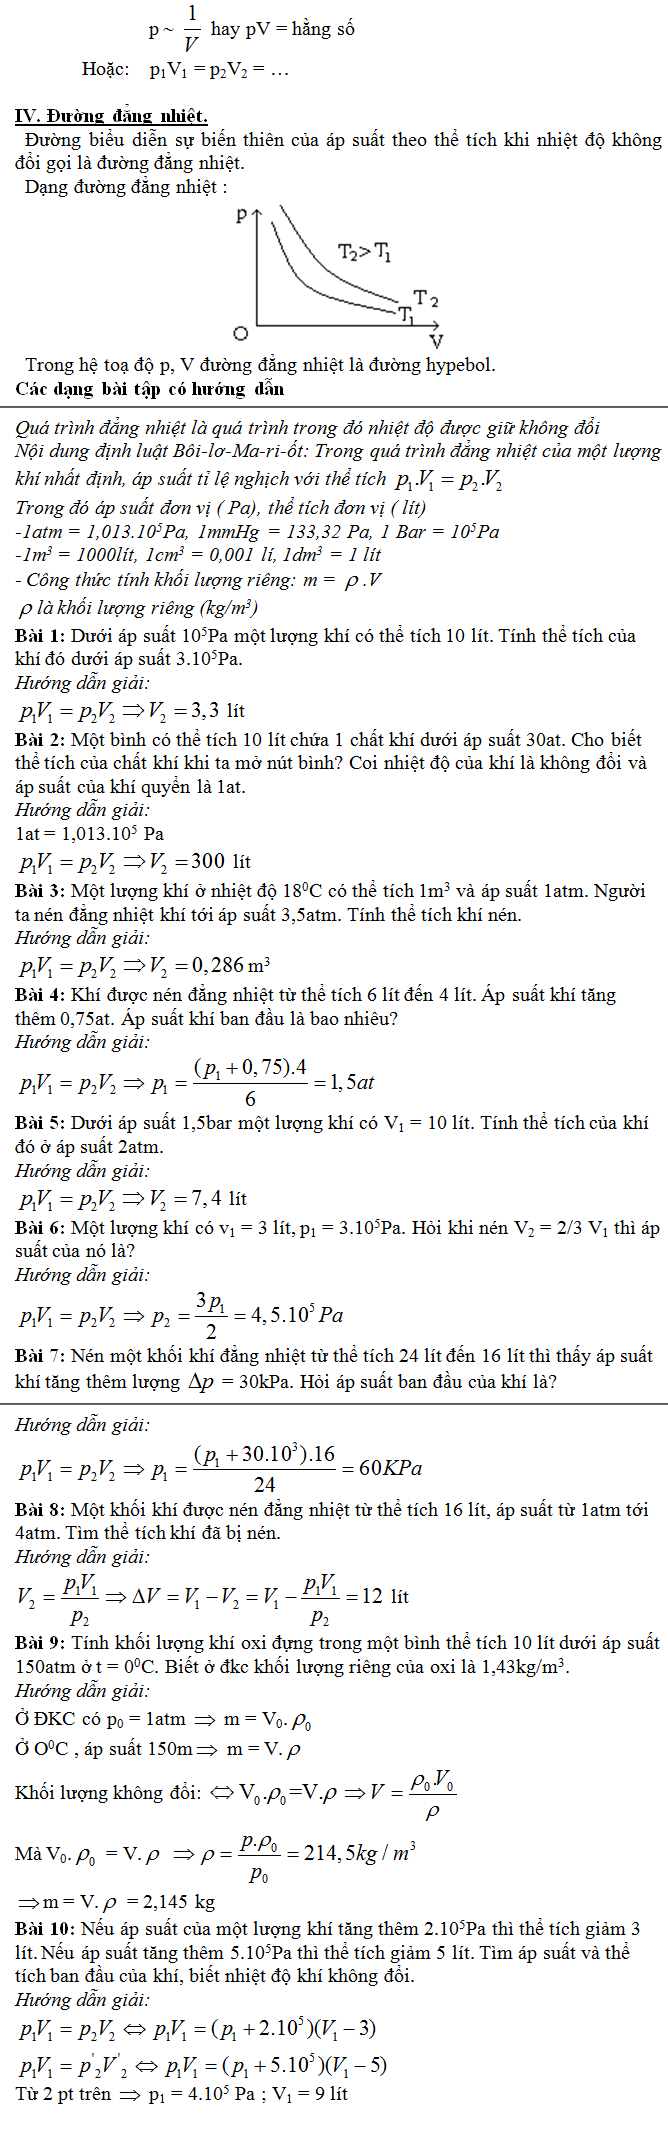 p ~ 1/V hay pV = hằng số
Hoặc: p₁V₁ = p₂V₂ = …
IV. Đường đẳng nhiệt.
Đường biểu diễn sự biến thiên của áp suất theo thể tích khi nhiệt độ không
đổi gọi là đường đẳng nhiệt.
Dạng đường đẳng nhiệt :
p
T₂>T₁
T₂
T₁
O
V
Trong hệ toạ độ p, V đường đẳng nhiệt là đường hypebol.
Các dạng bài tập có hướng dẫn
Quá trình đẳng nhiệt là quá trình trong đó nhiệt độ được giữ không đổi
Nội dung định luật Bôi-lơ-Ma-ri-ốt: Trong quá trình đẳng nhiệt của một lượng
khí nhất định, áp suất tỉ lệ nghịch với thể tích p₁.V₁ = p₂.V₂
Trong đó áp suất đơn vị ( Pa), thể tích đơn vị ( lít)
-1atm = 1,013.10⁵Pa, 1mmHg = 133,32 Pa, 1 Bar = 10⁵Pa
-1m³ = 1000lít, 1cm³ = 0,001 lí, 1dm³ = 1 lít
- Công thức tính khối lượng riêng: m = ρ.V
ρ là khối lượng riêng (kg/m³)
Bài 1: Dưới áp suất 10⁵Pa một lượng khí có thể tích 10 lít. Tính thể tích của
khí đó dưới áp suất 3.10⁵Pa.
Hướng dẫn giải:
p₁V₁ = p₂V₂ ⇒ V₂ = 3,3 lít
Bài 2: Một bình có thể tích 10 lít chứa 1 chất khí dưới áp suất 30at. Cho biết
thể tích của chất khí khi ta mở nút bình? Coi nhiệt độ của khí là không đổi và
áp suất của khí quyển là 1at.
Hướng dẫn giải:
1at = 1,013.10⁵ Pa
p₁V₁ = p₂V₂ ⇒ V₂ = 300 lít
Bài 3: Một lượng khí ở nhiệt độ 18⁰C có thể tích 1m³ và áp suất 1atm. Người
ta nén đẳng nhiệt khí tới áp suất 3,5atm. Tính thể tích khí nén.
Hướng dẫn giải:
p₁V₁ = p₂V₂ ⇒ V₂ = 0,286 m³
Bài 4: Khí được nén đẳng nhiệt từ thể tích 6 lít đến 4 lít. Áp suất khí tăng
thêm 0,75at. Áp suất khí ban đầu là bao nhiêu?
Hướng dẫn giải:
p₁V₁ = p₂V₂ ⇒ p₁ = (p₁ + 0,75).4/6 = 1,5at
Bài 5: Dưới áp suất 1,5bar một lượng khí có V₁ = 10 lít. Tính thể tích của khí
đó ở áp suất 2atm.
Hướng dẫn giải:
p₁V₁ = p₂V₂ ⇒ V₂ = 7,4 lít
Bài 6: Một lượng khí có v₁ = 3 lít, p₁ = 3.10⁵Pa. Hỏi khi nén V₂ = 2/3 V₁ thì áp
suất của nó là?
Hướng dẫn giải:
p₁V₁ = p₂V₂ ⇒ p₂ = 3p₁/2 = 4,5.10⁵ Pa
Bài 7: Nén một khối khí đẳng nhiệt từ thể tích 24 lít đến 16 lít thì thấy áp suất
khí tăng thêm lượng Δp = 30kPa. Hỏi áp suất ban đầu của khí là?
Hướng dẫn giải:
p₁V₁ = p₂V₂ ⇒ p₁ = (p₁ + 30.10³).16/24 = 60KPa
Bài 8: Một khối khí được nén đẳng nhiệt từ thể tích 16 lít, áp suất từ 1atm tới
4atm. Tìm thể tích khí đã bị nén.
Hướng dẫn giải:
V₂ = p₁V₁/p₂ ⇒ ΔV = V₁ − V₂ = V₁ − p₁V₁/p₂ = 12 lít
Bài 9: Tính khối lượng khí oxi đựng trong một bình thể tích 10 lít dưới áp suất
150atm ở t = 0⁰C. Biết ở đkc khối lượng riêng của oxi là 1,43kg/m³.
Hướng dẫn giải:
Ở ĐKC có p₀ = 1atm ⇒ m = V₀.ρ₀
Ở O⁰C , áp suất 150m ⇒ m = V.ρ
Khối lượng không đổi: ⇔ V₀.ρ₀=V.ρ ⇒ V = ρ₀.V₀/ρ
Mà V₀.ρ₀ = V.ρ ⇒ ρ = p.ρ₀/p₀ = 214,5kg / m³
⇒ m = V.ρ = 2,145 kg
Bài 10: Nếu áp suất của một lượng khí tăng thêm 2.10⁵Pa thì thể tích giảm 3
lít. Nếu áp suất tăng thêm 5.10⁵Pa thì thể tích giảm 5 lít. Tìm áp suất và thể
tích ban đầu của khí, biết nhiệt độ khí không đổi.
Hướng dẫn giải:
p₁V₁ = p₂V₂ ⇔ p₁V₁ = (p₁ + 2.10⁵)(V₁ − 3)
p₁V₁ = p'₂V'₂ ⇔ p₁V₁ = (p₁ + 5.10⁵)(V₁ − 5)
Từ 2 pt trên ⇒ p₁ = 4.10⁵ Pa ; V₁ = 9 lít